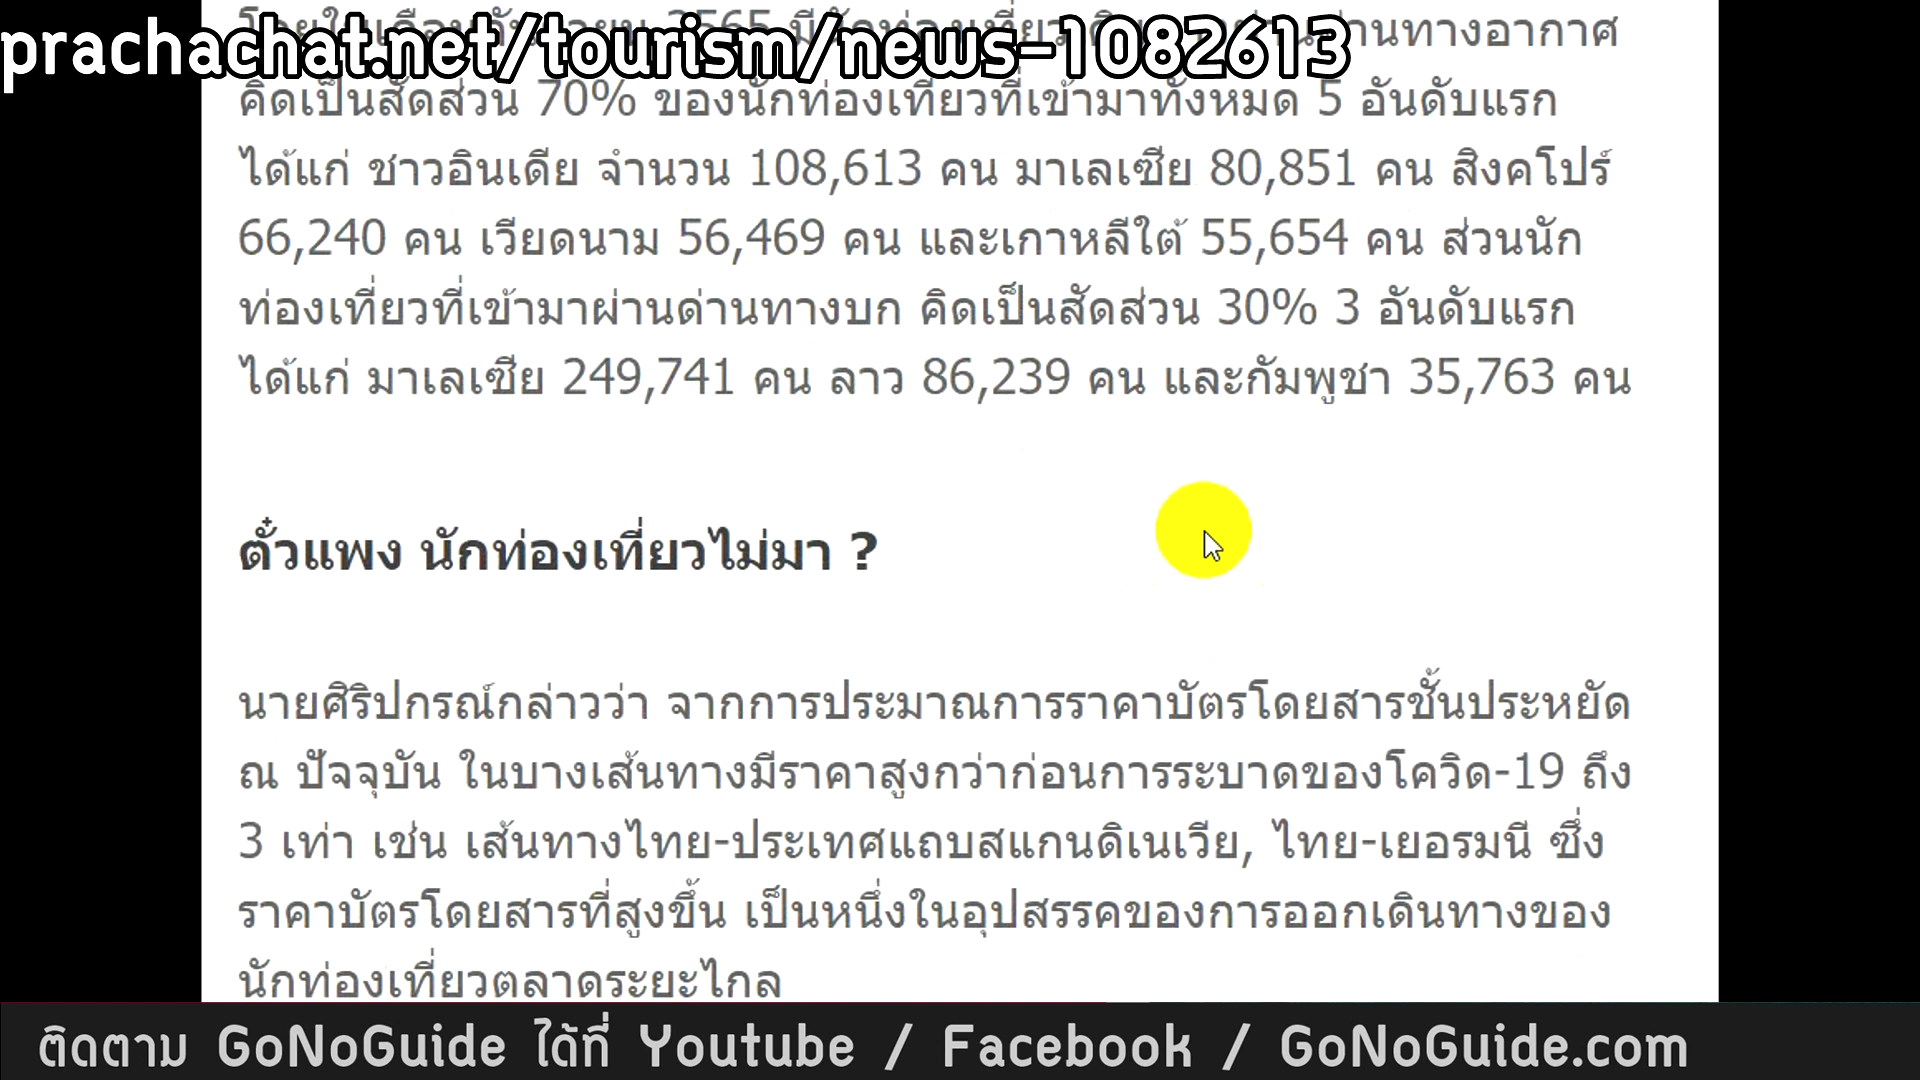 prachachat.net/tourism/news-1082613
2565 มีนักท่องเที่ยว
คิดเป็นสัดส่วน 70% ของนักท่องเที่ยวที่เข้ามาทั้งหมด 5 อันดับแรก
ได้แก่ ชาวอินเดีย จำนวน 108,613 คน มาเลเซีย 80,851 คน สิงคโปร์
66,240 คน เวียดนาม 56,469 คน และเกาหลีใต้ 55,654 คน ส่วนนัก
ท่องเที่ยวที่เข้ามาผ่านด่านทางบก คิดเป็นสัดส่วน 30% 3 อันดับแรก
ได้แก่ มาเลเซีย 249,741 คน ลาว 86,239 คน และกัมพูชา 35,763 คน
ตั๋วแพง นักท่องเที่ยวไม่มา ?
นายศิริปกรณ์กล่าวว่า จากการประมาณการราคาบัตรโดยสารชั้นประหยัด
ณ ปัจจุบัน ในบางเส้นทางมีราคาสูงกว่าก่อนการระบาดของโควิด-19 ถึง
3 เท่า เช่น เส้นทางไทย-ประเทศแถบสแกนดิเนเวีย, ไทย-เยอรมนี ซึ่ง
ราคาบัตรโดยสารที่สูงขึ้น เป็นหนึ่งในอุปสรรคของการออกเดินทางของ
นักท่องเที่ยวตลาดระยะไกล
ติดตาม GoNoGuide ได้ที่ Youtube / Facebook / GoNoGuide.com